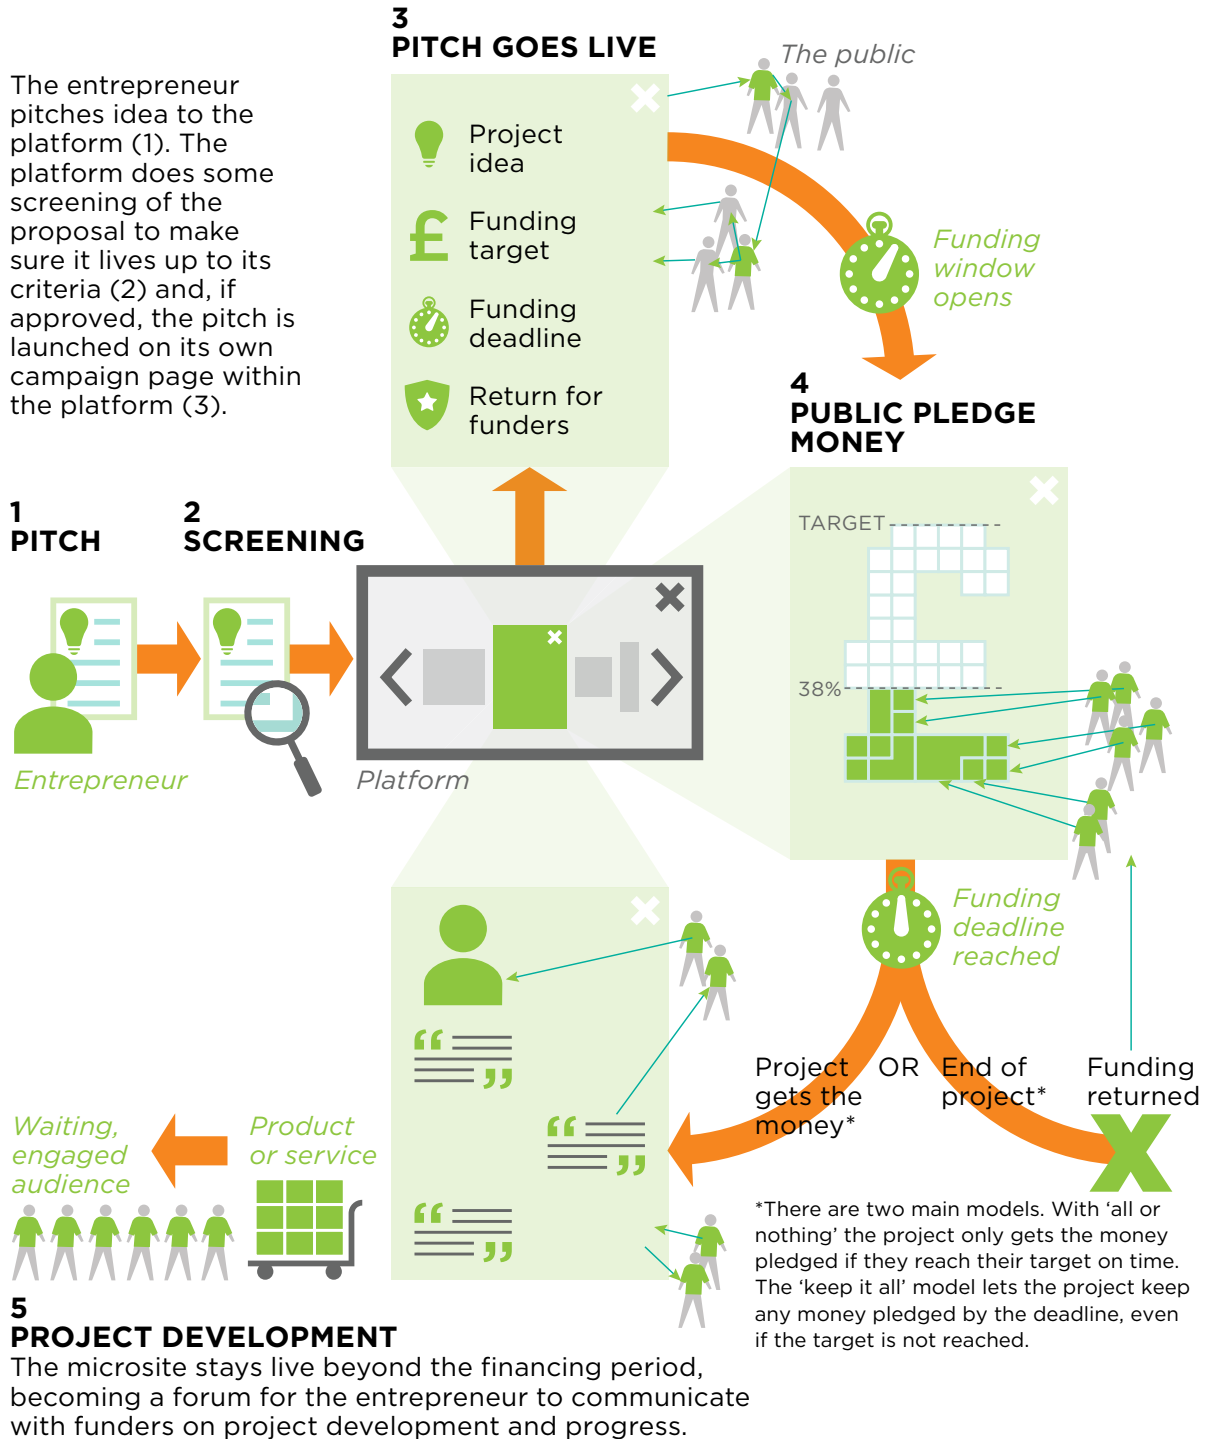 3
PITCH GOES LIVE
The public
The entrepreneur
pitches idea to the
platform (1). The
platform does some
screening of the
proposal to make
sure it lives up to its
criteria (2) and, if
approved, the pitch is
launched on its own
campaign page within
the platform (3).
Project
idea
£
Funding
target
Funding
deadline
Return for
funders
Funding
window
opens
4
PUBLIC PLEDGE
MONEY
TARGET
38%
1
PITCH
2
SCREENING
Entrepreneur
Platform
Funding
deadline
reached
Project
gets the
money*
OR
End of
project*
Funding
returned
*There are two main models. With ‘all or
nothing’ the project only gets the money
pledged if they reach their target on time.
The ‘keep it all’ model lets the project keep
any money pledged by the deadline, even
if the target is not reached.
Waiting,
engaged
audience
Product
or service
5
PROJECT DEVELOPMENT
The microsite stays live beyond the financing period,
becoming a forum for the entrepreneur to communicate
with funders on project development and progress.